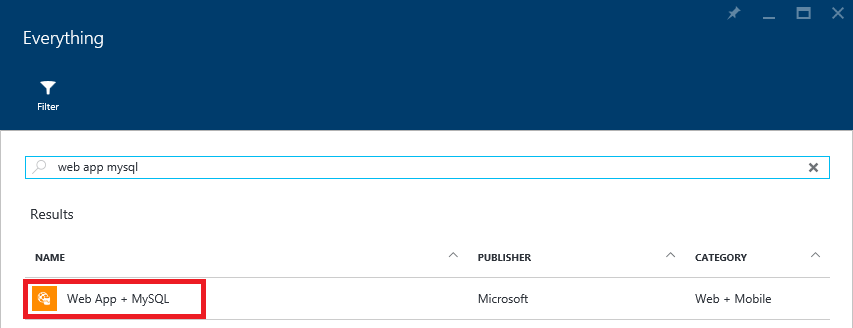 Everything
Filter
web app mysql
Results
NAME PUBLISHER CATEGORY
Web App + MySQL Microsoft Web + Mobile